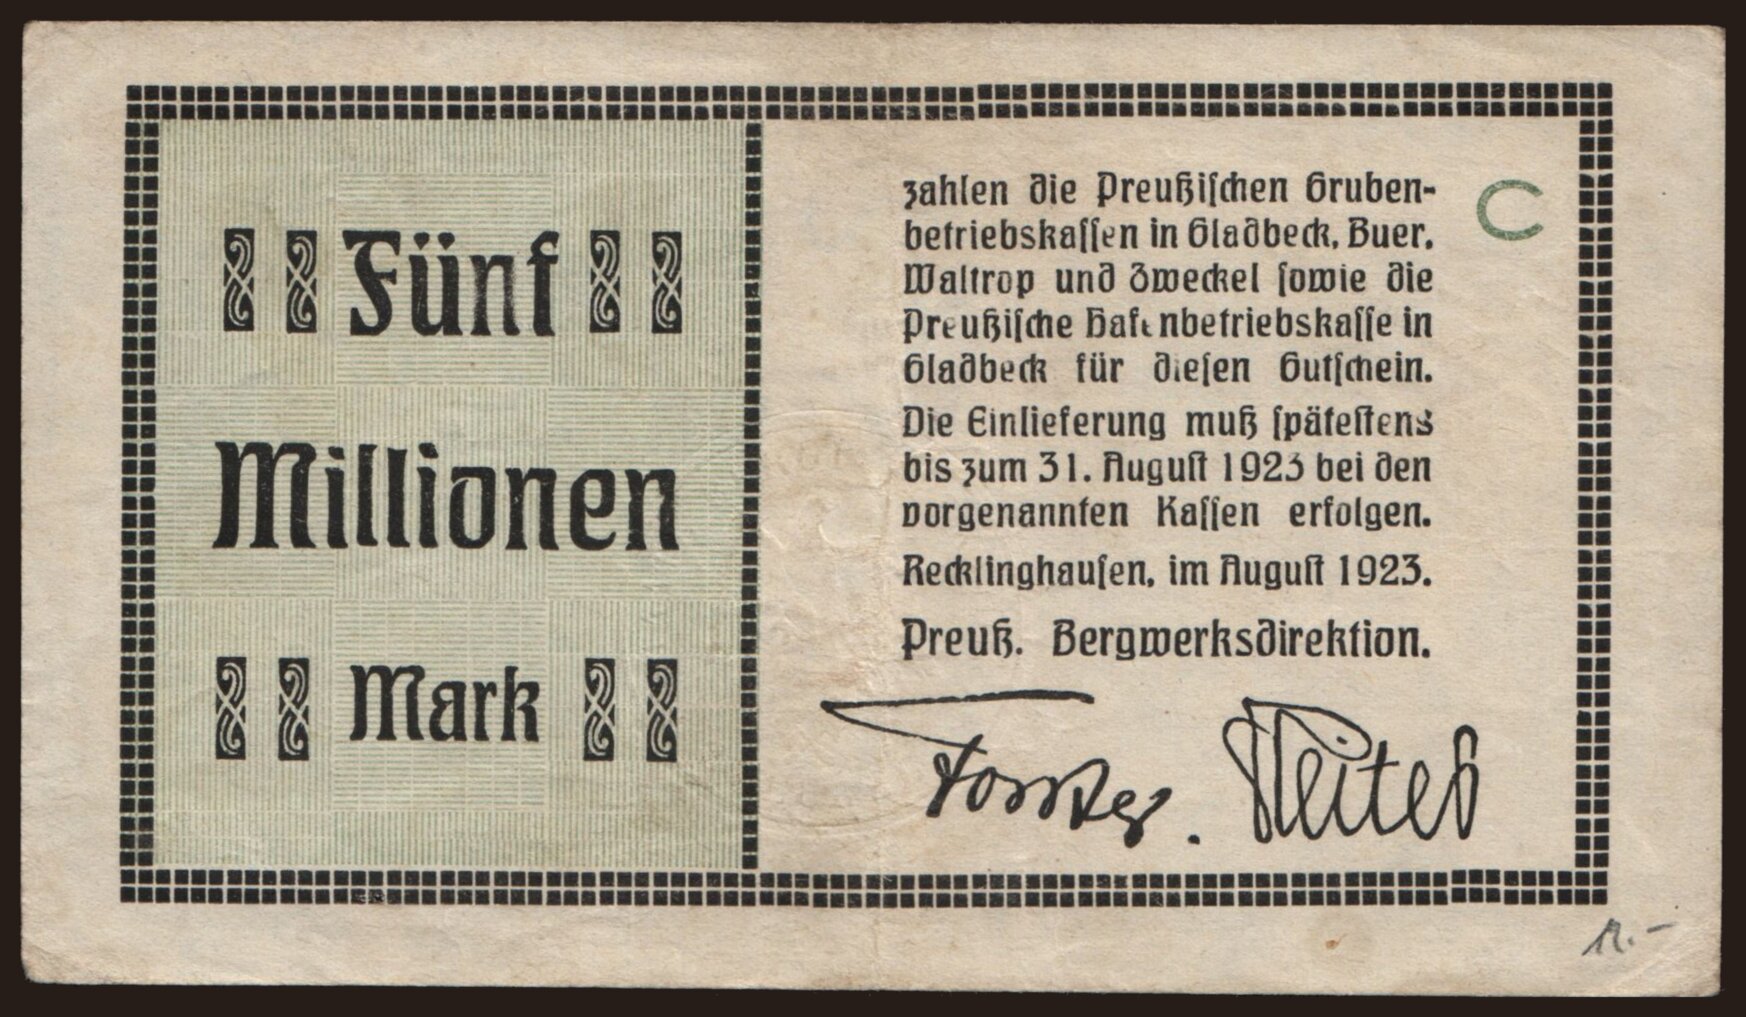 Fünf
Millionen
Mark
zahlen die Preußischen Gruben-
betriebskassen in Gladbeck, Buer,
Waltrop und Zweckel sowie die
Preußische Hafenbetriebskasse in
Gladbeck für diesen Gutschein.
Die Einlieferung muß spätestens
bis zum 31. August 1923 bei den
vorgenannten Kassen erfolgen.
Recklinghausen, im August 1923.
Preuß. Bergwerksdirektion.
C
12.-